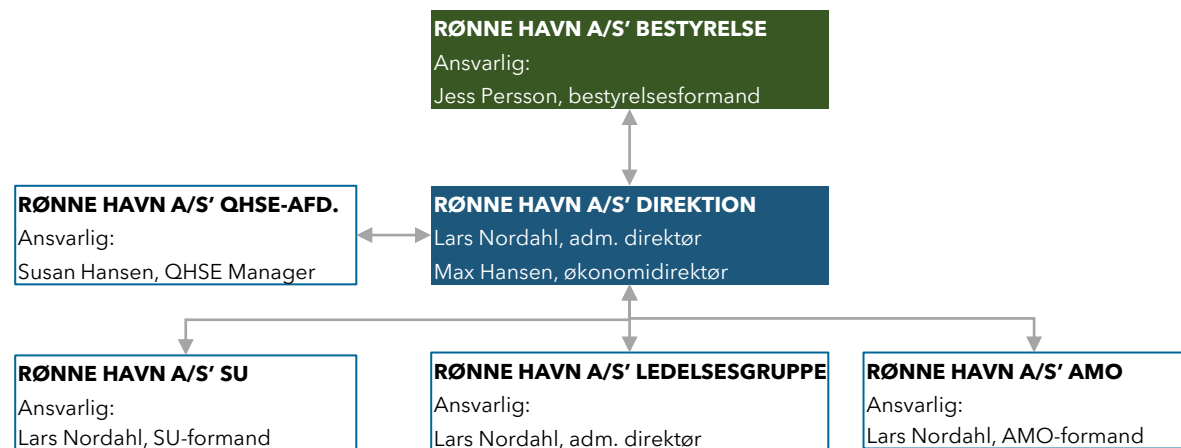 RØNNE HAVN A/S’ BESTYRELSE
Ansvarlig:
Jess Persson, bestyrelsesformand
RØNNE HAVN A/S’ QHSE-AFD.
Ansvarlig:
Susan Hansen, QHSE Manager
RØNNE HAVN A/S’ DIREKTION
Lars Nordahl, adm. direktør
Max Hansen, økonomidirektør
RØNNE HAVN A/S’ SU
Ansvarlig:
Lars Nordahl, SU-formand
RØNNE HAVN A/S’ LEDELSESGRUPPE
Ansvarlig:
Lars Nordahl, adm. direktør
RØNNE HAVN A/S’ AMO
Ansvarlig:
Lars Nordahl, AMO-formand